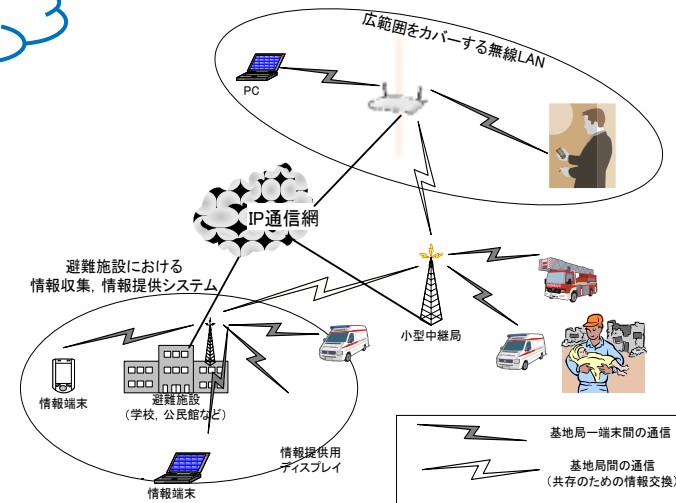 広範囲をカバーする無線LAN
PC
IP通信網
避難施設における
情報収集, 情報提供システム
小型中継局
情報端末
避難施設
(学校, 公民館など)
情報提供用
ディスプレイ
情報端末
基地局ー端末間の通信
基地局間の通信
(共存のための情報交換)